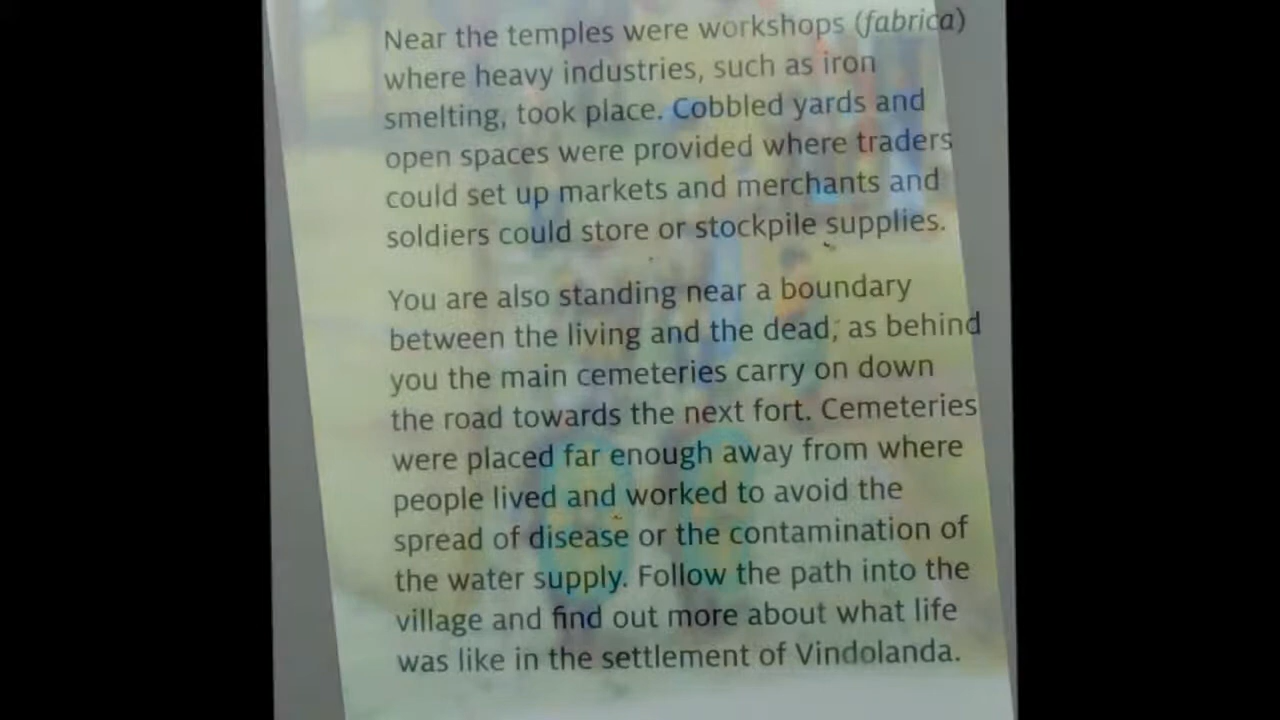 Near the temples were workshops (fabrica)
where heavy industries, such as iron
smelting, took place. Cobbled yards and
open spaces were provided where traders
could set up markets and merchants and
soldiers could store or stockpile supplies.
You are also standing near a boundary
between the living and the dead, as behind
you the main cemeteries carry on down
the road towards the next fort. Cemeteries
were placed far enough away from where
people lived and worked to avoid the
spread of disease or the contamination of
the water supply. Follow the path into the
village and find out more about what life
was like in the settlement of Vindolanda.